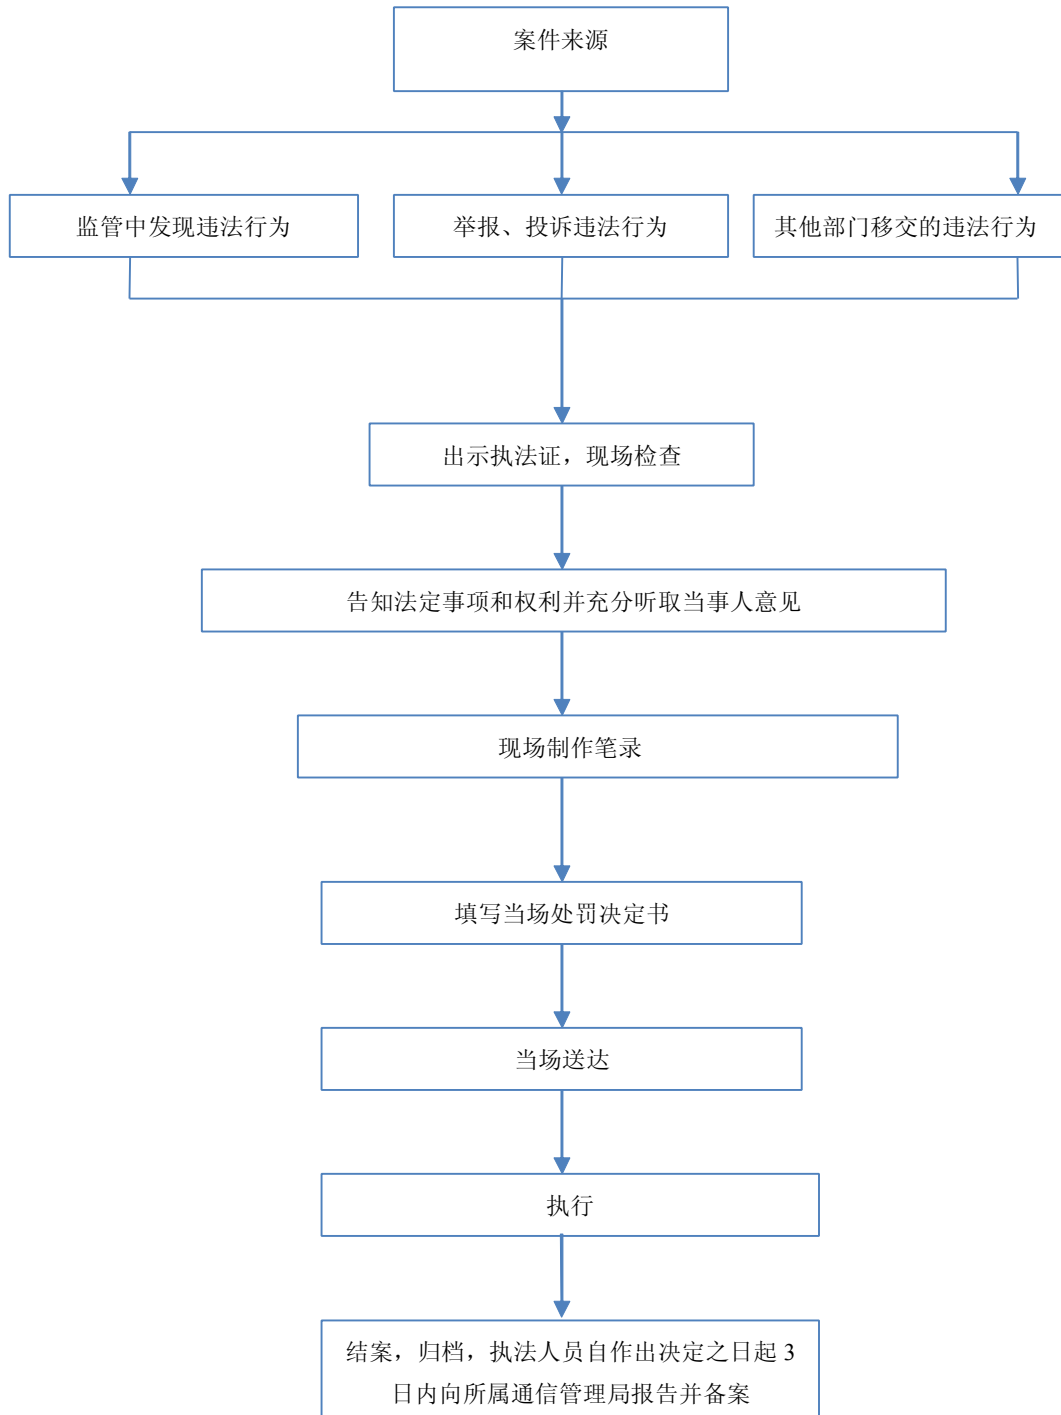 案件来源
监管中发现违法行为
举报、投诉违法行为
其他部门移交的违法行为
出示执法证，现场检查
告知法定事项和权利并充分听取当事人意见
现场制作笔录
填写当场处罚决定书
当场送达
执行
结案，归档，执法人员自作出决定之日起 3
日内向所属通信管理局报告并备案